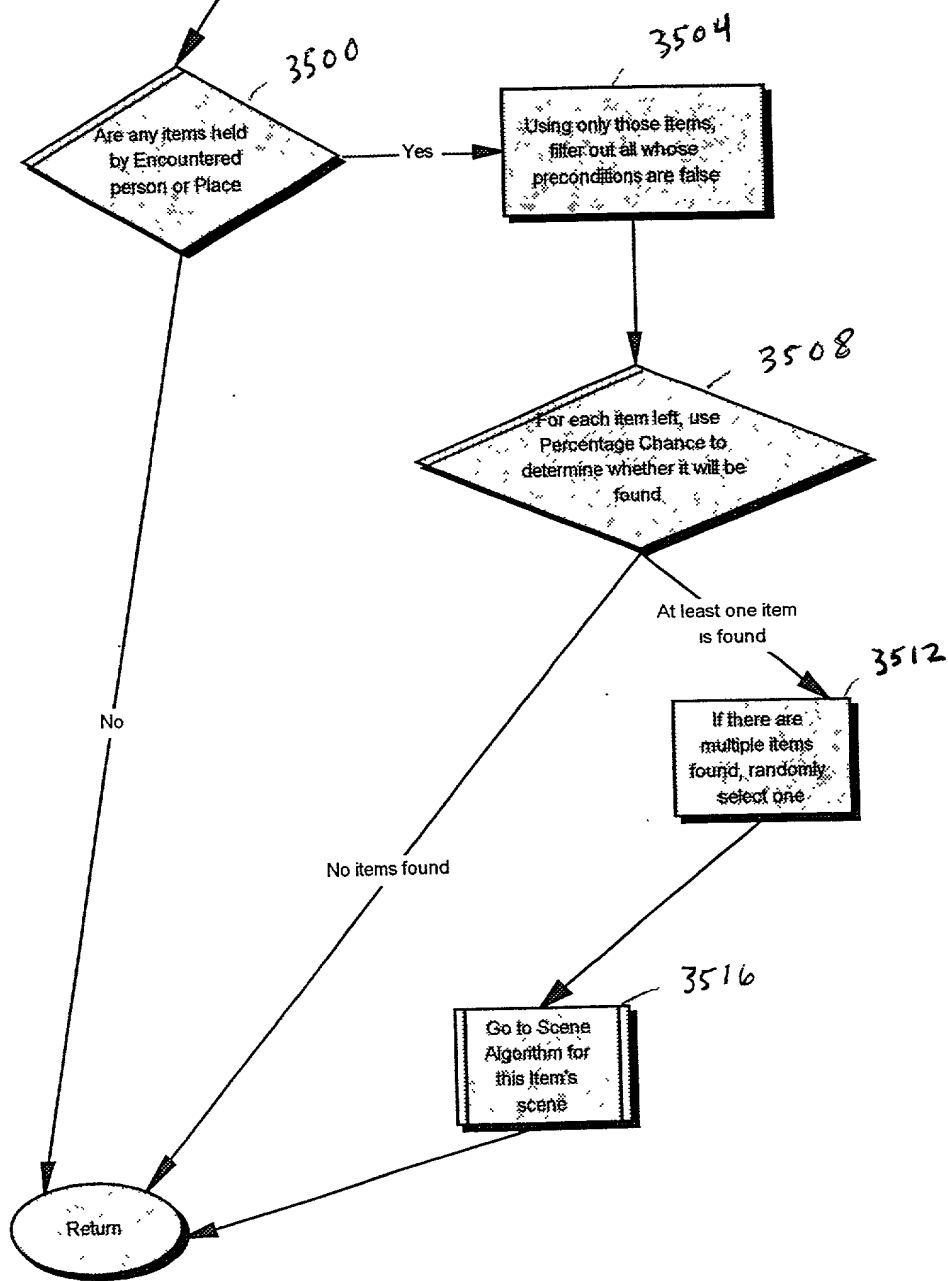 3500
Are any items held
by Encountered
person or Place
Yes
3504
Using only those items,
filter out all whose
preconditions are false
3508
For each item left, use
Percentage Chance to
determine whether it will be
found
At least one item
is found
3512
If there are
multiple items
found, randomly
select one
No
No items found
3516
Go to Scene
Algorithm for
this Item's
scene
Return